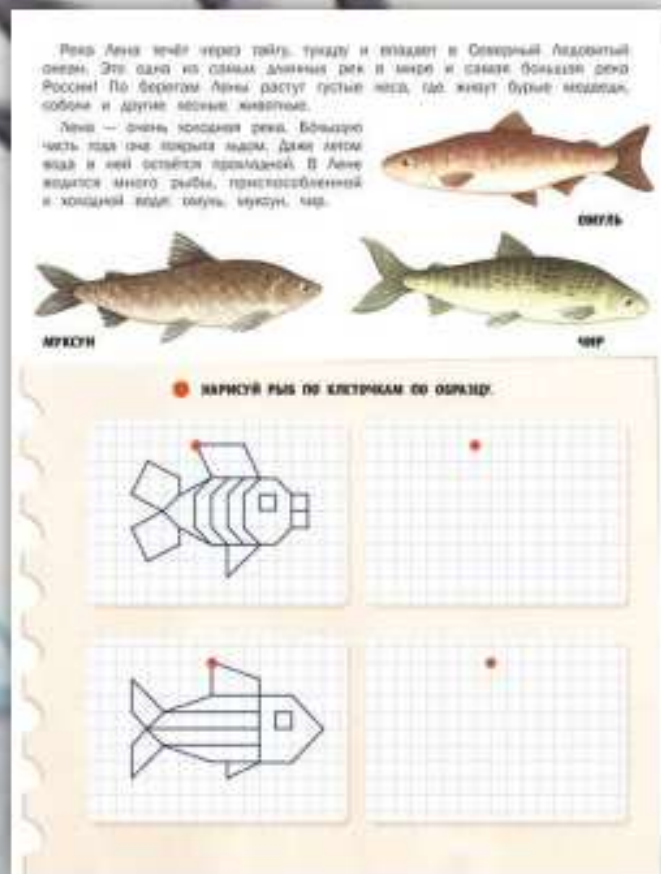 Река Лена течёт через тайгу, тундру и впадает в Северный Ледовитый
океан. Это одна из самых длинных рек в мире и самая большая река
России! По берегам Лены растут густые леса, где живут бурые медведи,
соболи и другие лесные животные.
Лена — очень холодная река. Бо́льшую
часть года она покрыта льдом. Даже летом
вода в ней остаётся прохладной. В Лене
водится много рыбы, приспособленной
к холодной воде: омуль, муксун, чир.
ОМУЛЬ
МУКСУН
ЧИР
НАРИСУЙ РЫБ ПО КЛЕТОЧКАМ ПО ОБРАЗЦУ.